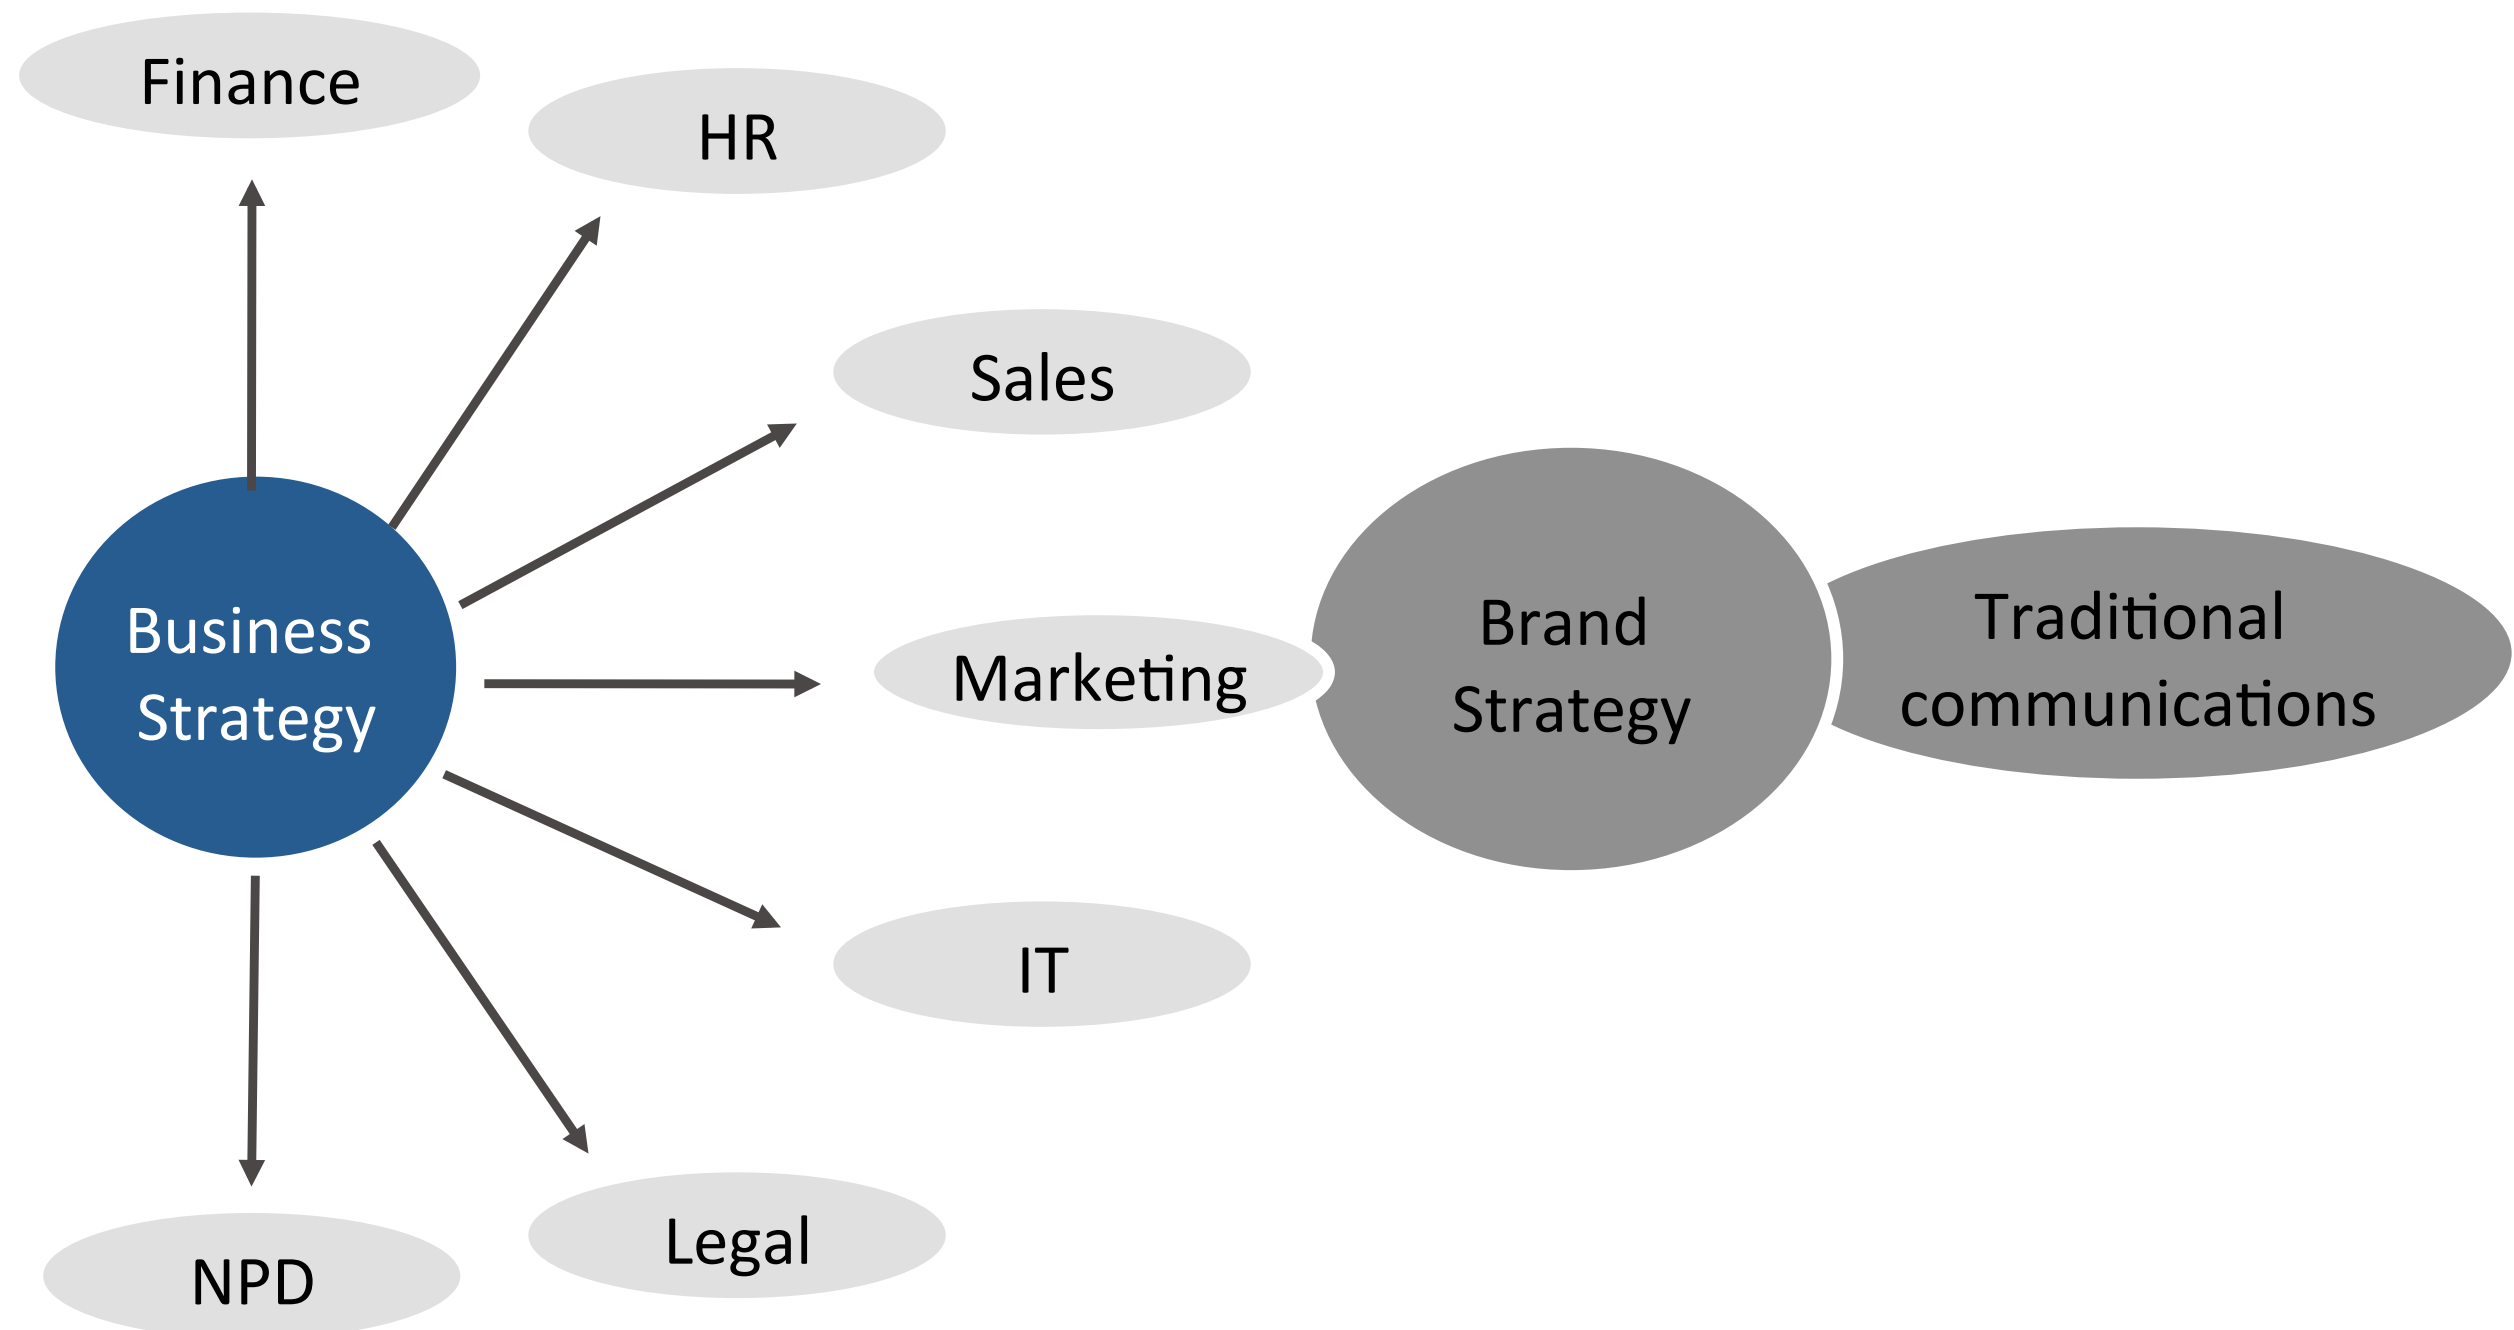 Finance
HR
Sales
Business
Strategy
Marketing
Brand
Strategy
Traditional
communications
IT
Legal
NPD